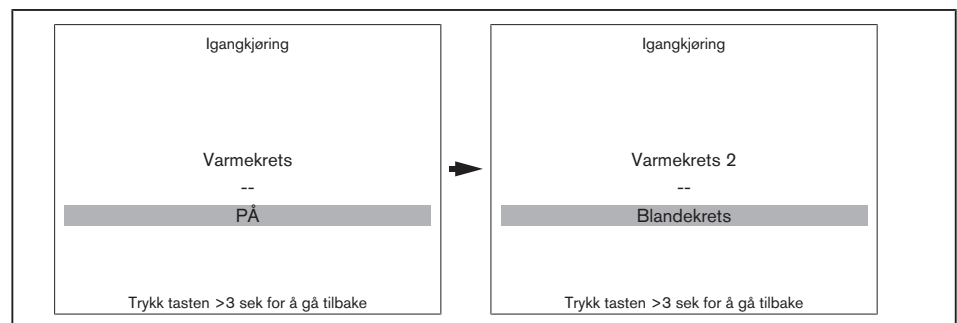 Igangkjøring
Varmekrets
--
PÅ
Trykk tasten >3 sek for å gå tilbake
Igangkjøring
Varmekrets 2
--
Blandekrets
Trykk tasten >3 sek for å gå tilbake